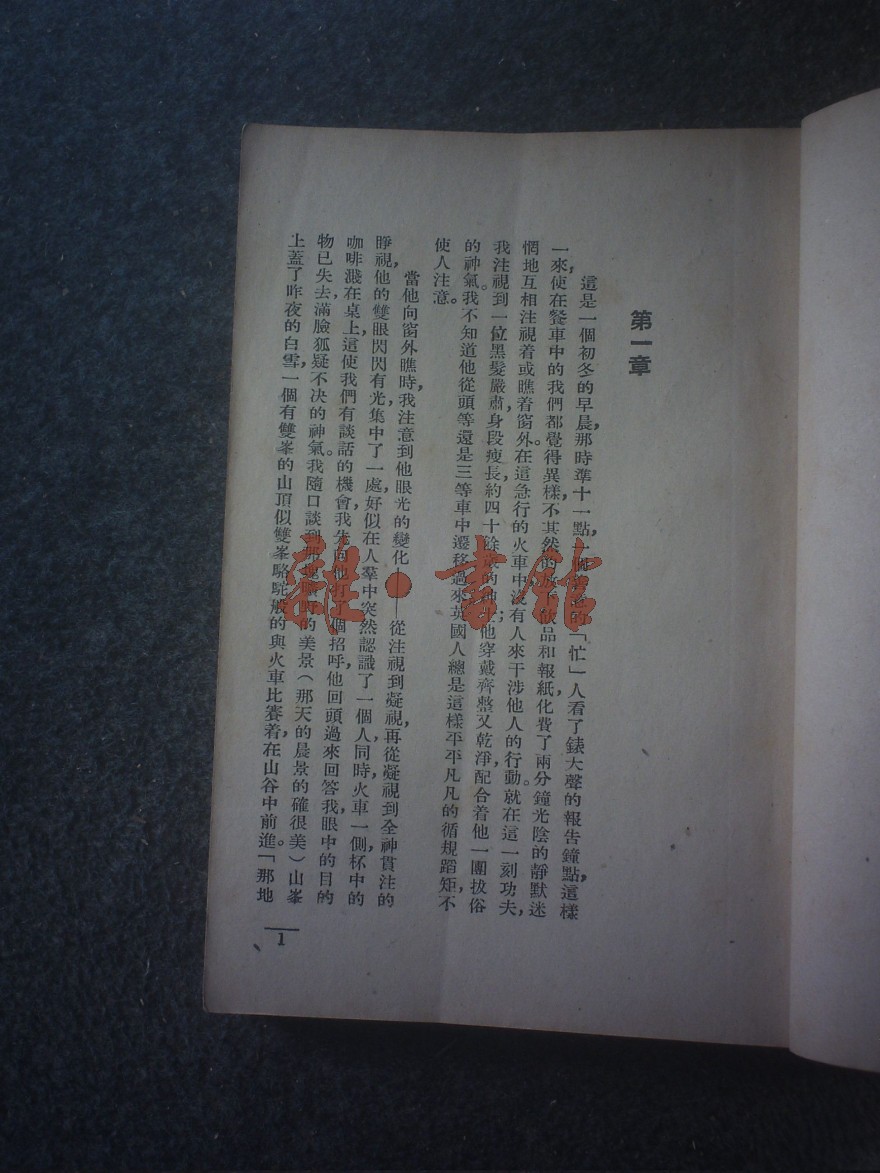 第一章
這是一個初冬的早晨,那時準十一點,一個的「忙」人看了錶大聲的報告鐘點,這樣
一來,使在餐車中的我們都覺得異樣,不其然的飲品和報紙,化費了兩分鐘光陰的靜默迷
惘地互相注視着或瞧着窗外。在這急行的火車中沒有人來干涉他人的行動。就在這一刻功夫,
我注視到一位黑髮嚴肅,身段瘦長,約四十餘的;他穿戴齊整又乾淨,配合着他一團拔俗
的神氣。我不知道他從頭等還是三等車中遷移過來,英國人總是這樣平平凡凡的循規蹈矩,不
使人注意。
當他向窗外瞧時,我注意到他眼光的變化——從注視到凝視,再從凝視到全神貫注的
睜視,他的雙眼閃閃有光,集中了一處,好似在人羣中突然認識了一個人,同時,火車一側,杯中的
咖啡濺在桌上,這使我們有談話的機會,我先向他打了個招呼,他回頭過來回答我,眼中的目的
物已失去,滿臉狐疑不决的神氣。我隨口談到的美景(那天的晨景的確很美)山峯
上蓋了昨夜的白雪,一個有雙峯的山頂似雙峯駱駝般的與火車比賽着,在山谷中前進。「那地
1
雜·書館